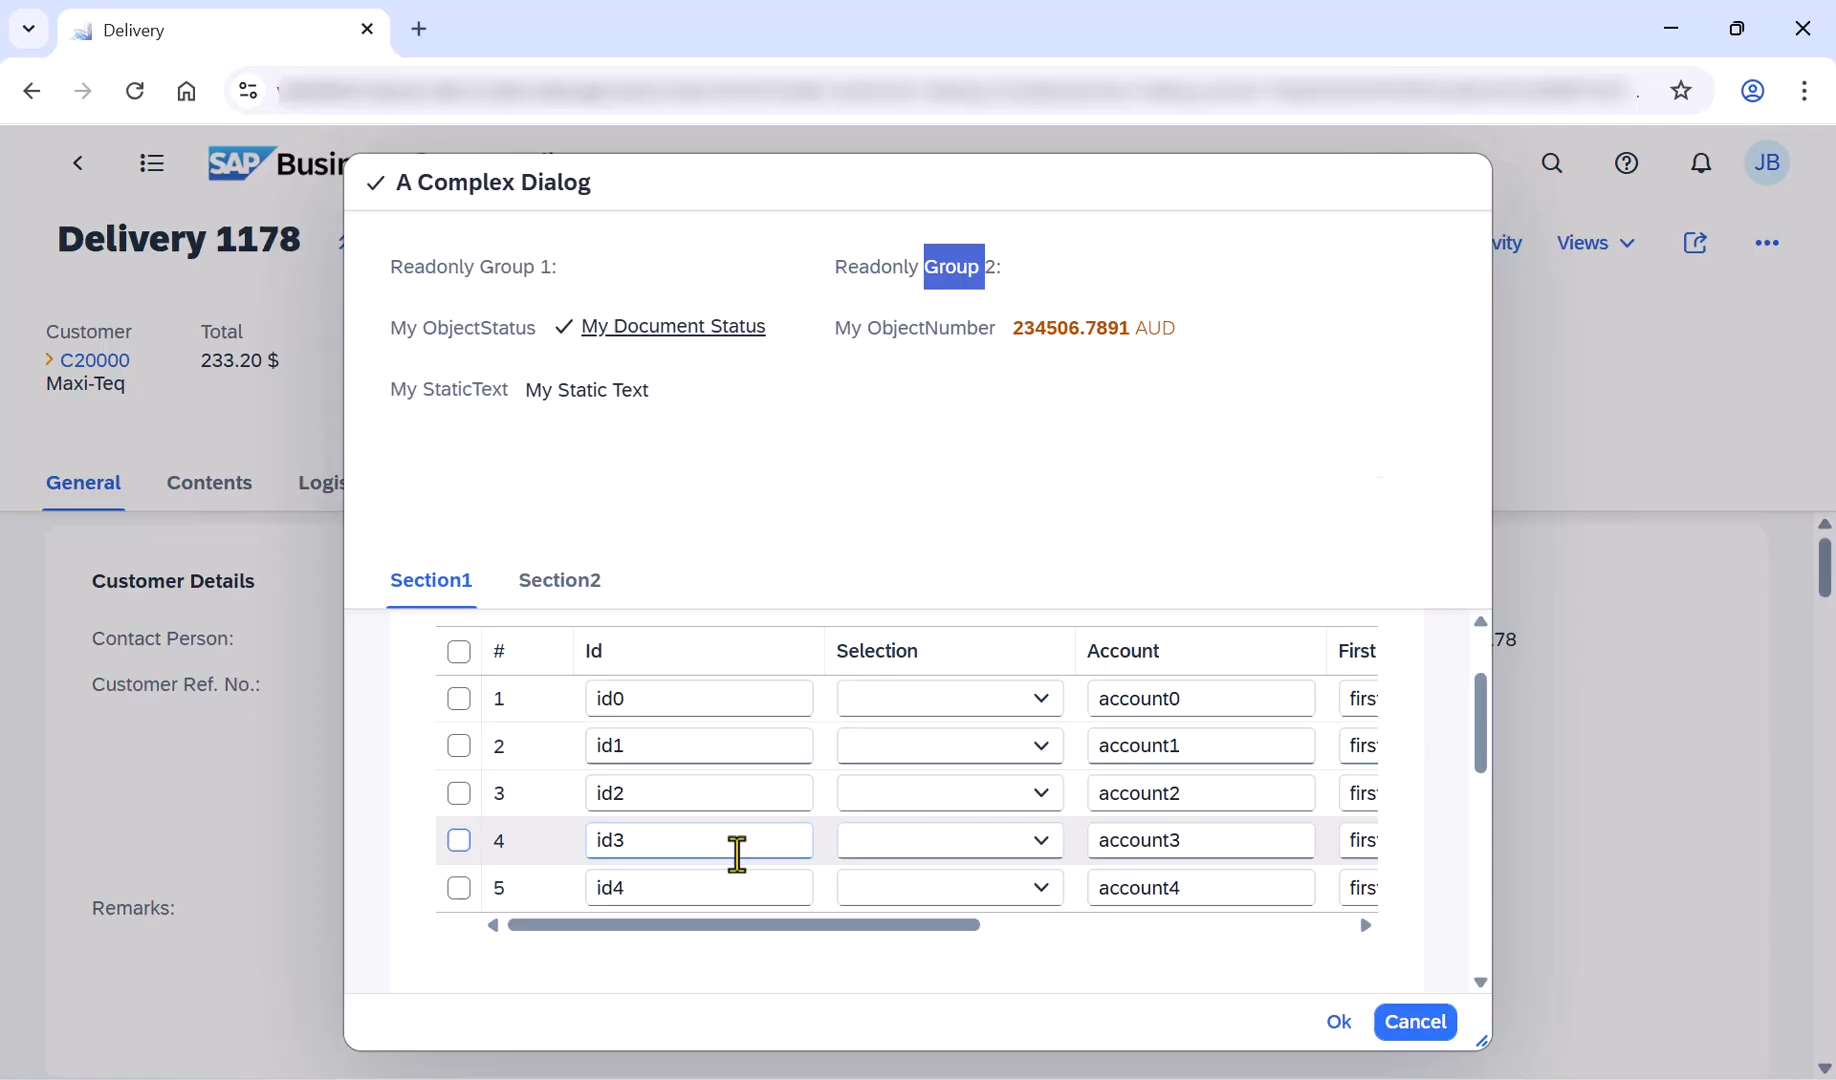 Delivery
SAP Busin
JB
Delivery 1178
vity Views
Customer Total
C20000 233.20 $
Maxi-Teq
General Contents Logis
Customer Details
Contact Person:
Customer Ref. No.:
Remarks:
78
A Complex Dialog
Readonly Group 1: Readonly Group 2:
My ObjectStatus My Document Status My ObjectNumber 234506.7891 AUD
My StaticText My Static Text
Section1 Section2
# Id Selection Account First
1 id0 account0 firs
2 id1 account1 firs
3 id2 account2 firs
4 id3 account3 firs
5 id4 account4 firs
Ok Cancel